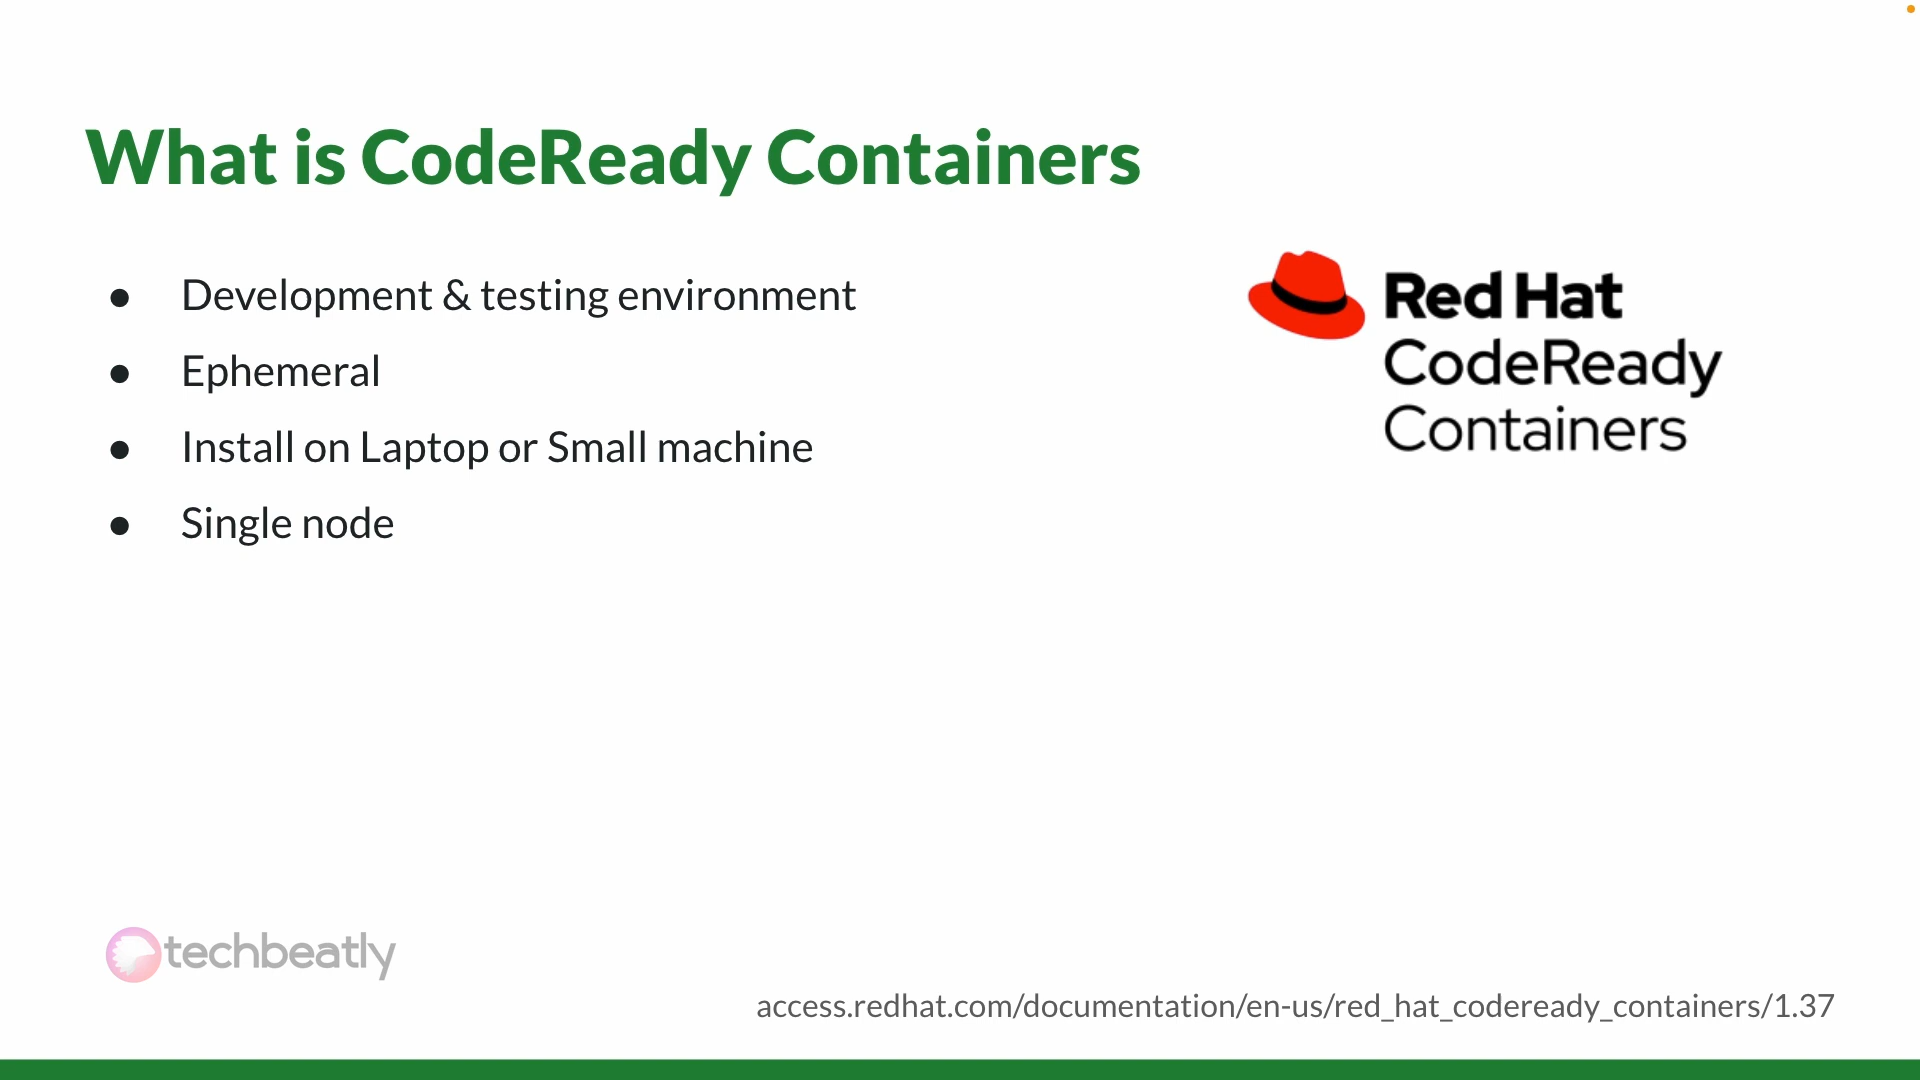 What is CodeReady Containers
● Development & testing environment
● Ephemeral
● Install on Laptop or Small machine
● Single node
Red Hat
CodeReady
Containers
techbeatly
access.redhat.com/documentation/en-us/red_hat_codeready_containers/1.37